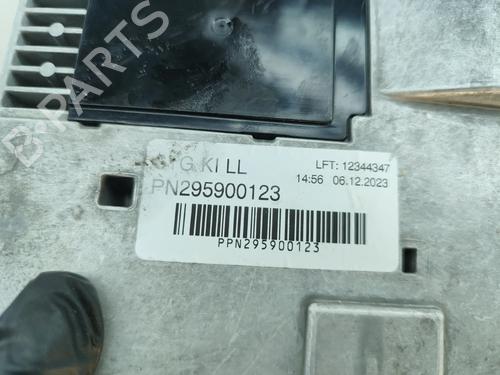 B-PARTS
G KI LL
LFT: 12344347
14:56 06.12.2023
PN295900123
PPN295900123